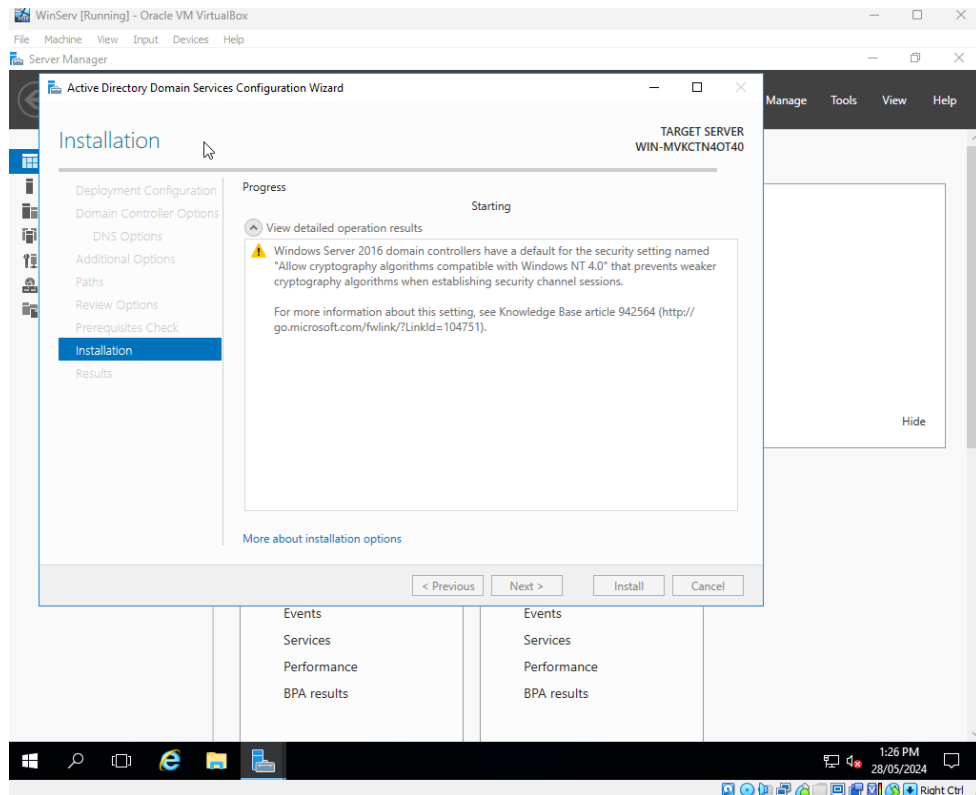 WinServ [Running] - Oracle VM VirtualBox
File Machine View Input Devices Help
Server Manager
Manage Tools View Help
Active Directory Domain Services Configuration Wizard
Installation
TARGET SERVER
WIN-MVKCTN4OT40
Deployment Configuration
Domain Controller Options
DNS Options
Additional Options
Paths
Review Options
Prerequisites Check
Installation
Results
Progress
Starting
View detailed operation results
Windows Server 2016 domain controllers have a default for the security setting named
"Allow cryptography algorithms compatible with Windows NT 4.0" that prevents weaker
cryptography algorithms when establishing security channel sessions.
For more information about this setting, see Knowledge Base article 942564 (http://
go.microsoft.com/fwlink/?LinkId=104751).
More about installation options
< Previous Next > Install Cancel
Hide
Events
Services
Performance
BPA results
Events
Services
Performance
BPA results
1:26 PM
28/05/2024
Right Ctrl